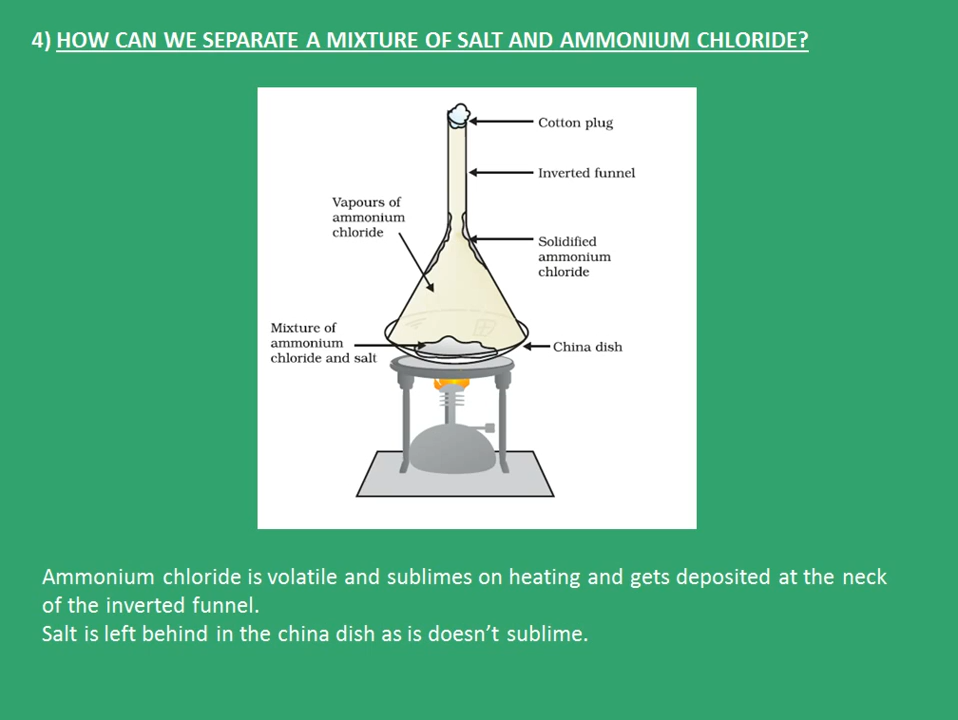 4) HOW CAN WE SEPARATE A MIXTURE OF SALT AND AMMONIUM CHLORIDE?
Cotton plug
Inverted funnel
Vapours of
ammonium
chloride
Solidified
ammonium
chloride
Mixture of
ammonium
chloride and salt
China dish
Ammonium chloride is volatile and sublimes on heating and gets deposited at the neck
of the inverted funnel.
Salt is left behind in the china dish as is doesn’t sublime.